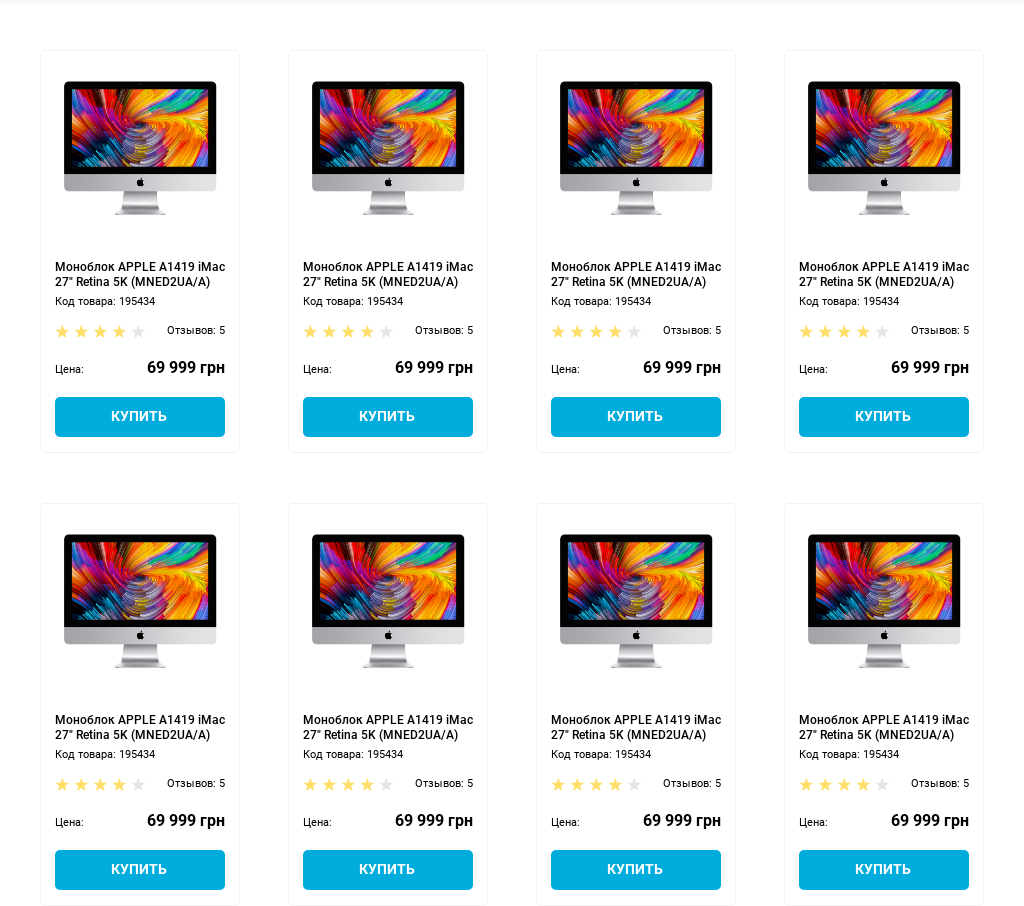 Моноблок APPLE A1419 iMac
27" Retina 5K (MNED2UA/A)
Код товара: 195434
Отзывов: 5
Цена: 69 999 грн
КУПИТЬ
Моноблок APPLE A1419 iMac
27" Retina 5K (MNED2UA/A)
Код товара: 195434
Отзывов: 5
Цена: 69 999 грн
КУПИТЬ
Моноблок APPLE A1419 iMac
27" Retina 5K (MNED2UA/A)
Код товара: 195434
Отзывов: 5
Цена: 69 999 грн
КУПИТЬ
Моноблок APPLE A1419 iMac
27" Retina 5K (MNED2UA/A)
Код товара: 195434
Отзывов: 5
Цена: 69 999 грн
КУПИТЬ
Моноблок APPLE A1419 iMac
27" Retina 5K (MNED2UA/A)
Код товара: 195434
Отзывов: 5
Цена: 69 999 грн
КУПИТЬ
Моноблок APPLE A1419 iMac
27" Retina 5K (MNED2UA/A)
Код товара: 195434
Отзывов: 5
Цена: 69 999 грн
КУПИТЬ
Моноблок APPLE A1419 iMac
27" Retina 5K (MNED2UA/A)
Код товара: 195434
Отзывов: 5
Цена: 69 999 грн
КУПИТЬ
Моноблок APPLE A1419 iMac
27" Retina 5K (MNED2UA/A)
Код товара: 195434
Отзывов: 5
Цена: 69 999 грн
КУПИТЬ